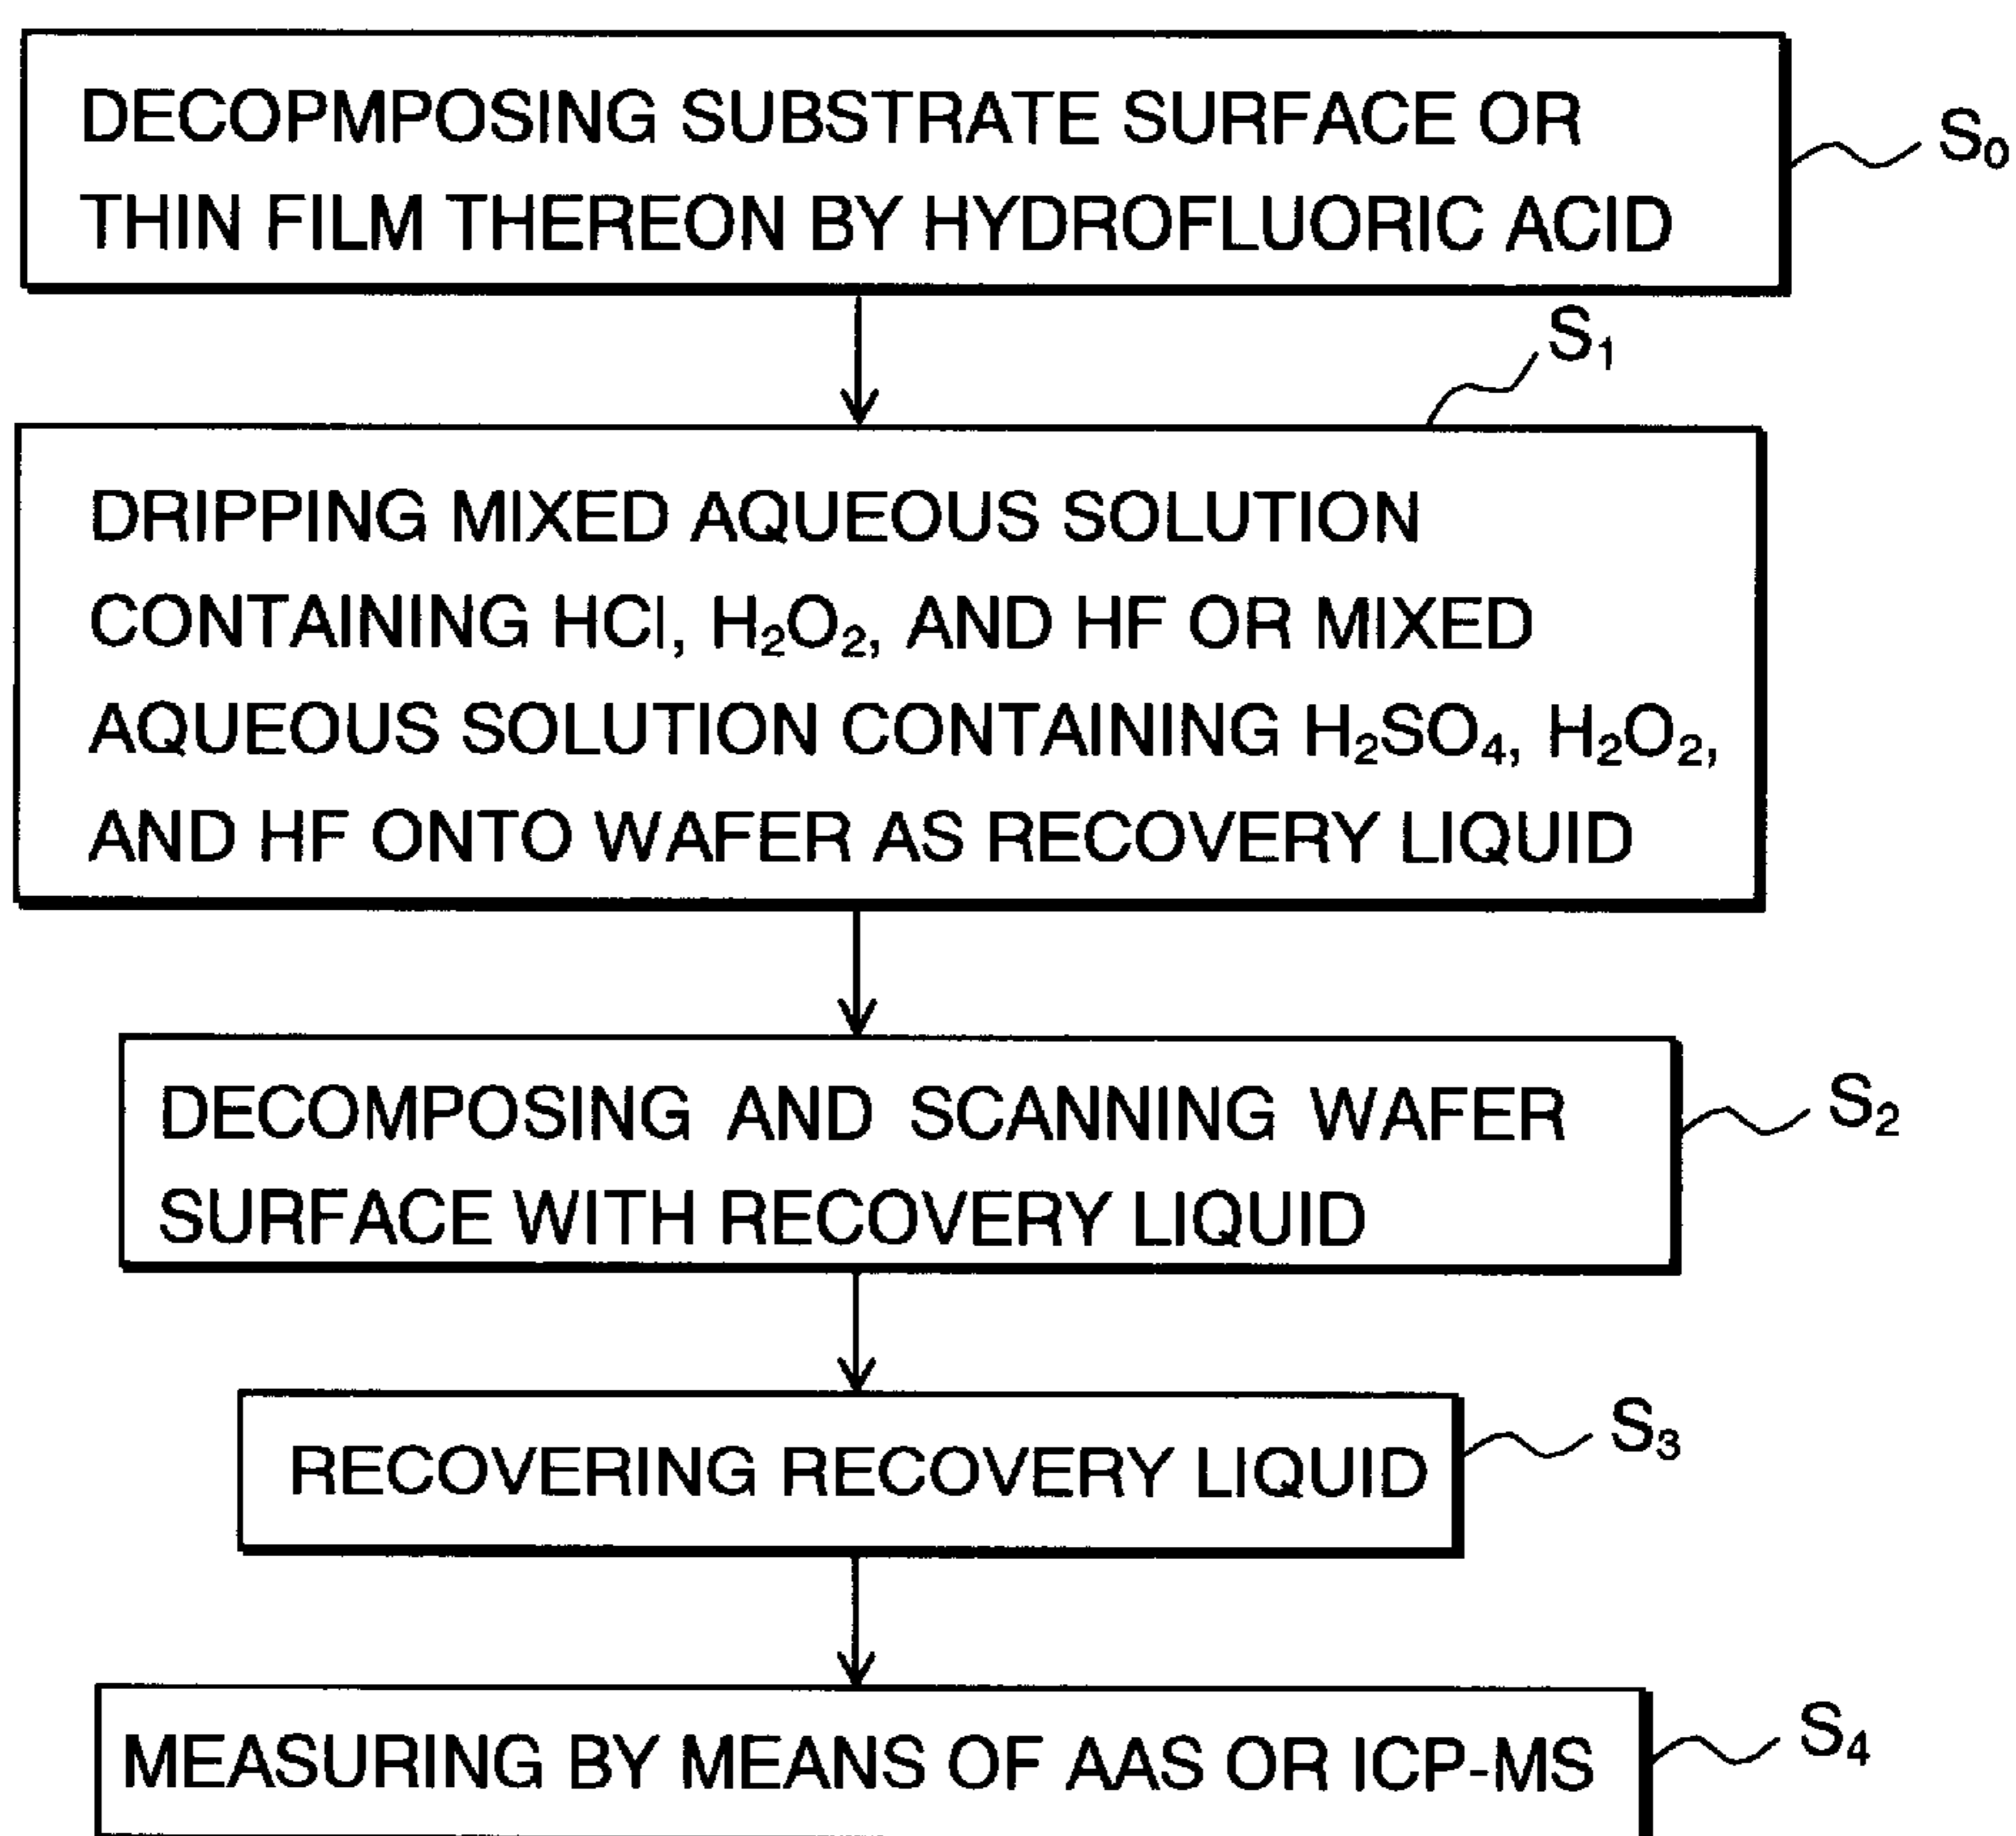 DECOPMPOSING SUBSTRATE SURFACE OR
THIN FILM THEREON BY HYDROFLUORIC ACID
S₀
S₁
DRIPPING MIXED AQUEOUS SOLUTION
CONTAINING HCl, H₂O₂, AND HF OR MIXED
AQUEOUS SOLUTION CONTAINING H₂SO₄, H₂O₂,
AND HF ONTO WAFER AS RECOVERY LIQUID
DECOMPOSING AND SCANNING WAFER
SURFACE WITH RECOVERY LIQUID
S₂
RECOVERING RECOVERY LIQUID
S₃
MEASURING BY MEANS OF AAS OR ICP-MS
S₄